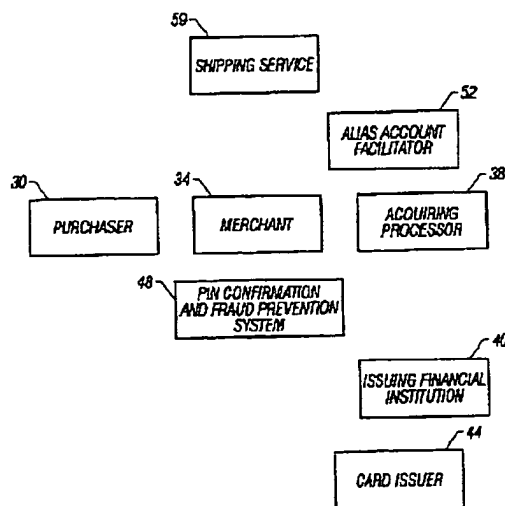 59
SHIPPING SERVICE
52
ALIAS ACCOUNT
FACILITATOR
30
PURCHASER
34
MERCHANT
38
ACQUIRING
PROCESSOR
48
PIN CONFIRMATION
AND FRAUD PREVENTION
SYSTEM
40
ISSUING FINANCIAL
INSTITUTION
44
CARD ISSUER